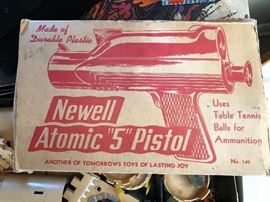 Made of
Durable Plastic
Newell
Atomic "5" Pistol
Uses
Table Tennis
Balls for
Ammunition
ANOTHER OF TOMORROWS TOYS OF LASTING JOY
No. 149